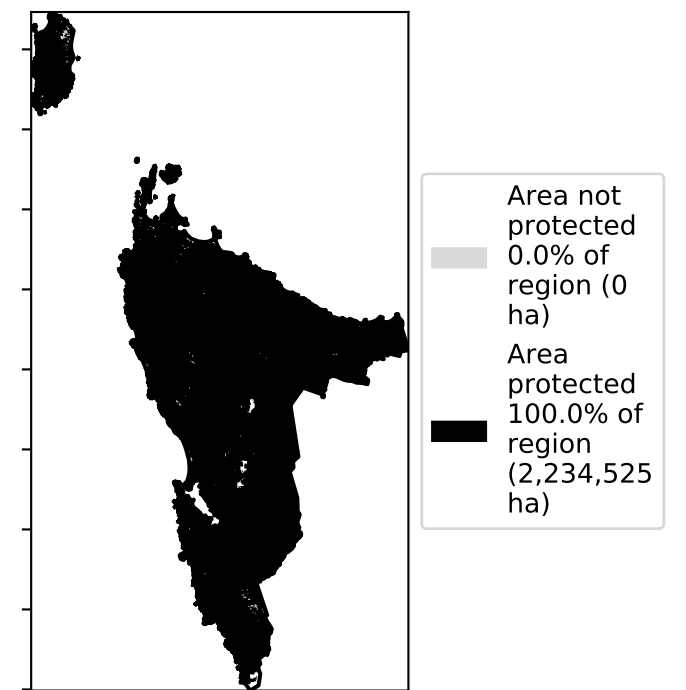 Area not
protected
0.0% of
region (0
ha)
Area
protected
100.0% of
region
(2,234,525
ha)